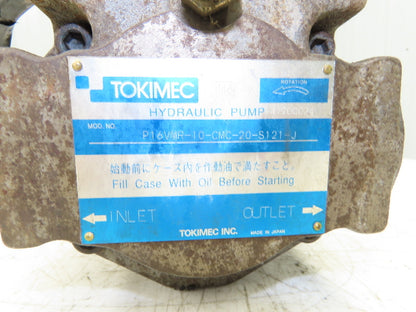 TOKIMEC
ROTATION
HYDRAULIC PUMP
MOD. NO. P16VMR-10-CMC-20-S121-J
始動前にケース内を作動油で満たすこと。
Fill Case With Oil Before Starting
INLET OUTLET
TOKIMEC INC. MADE IN JAPAN